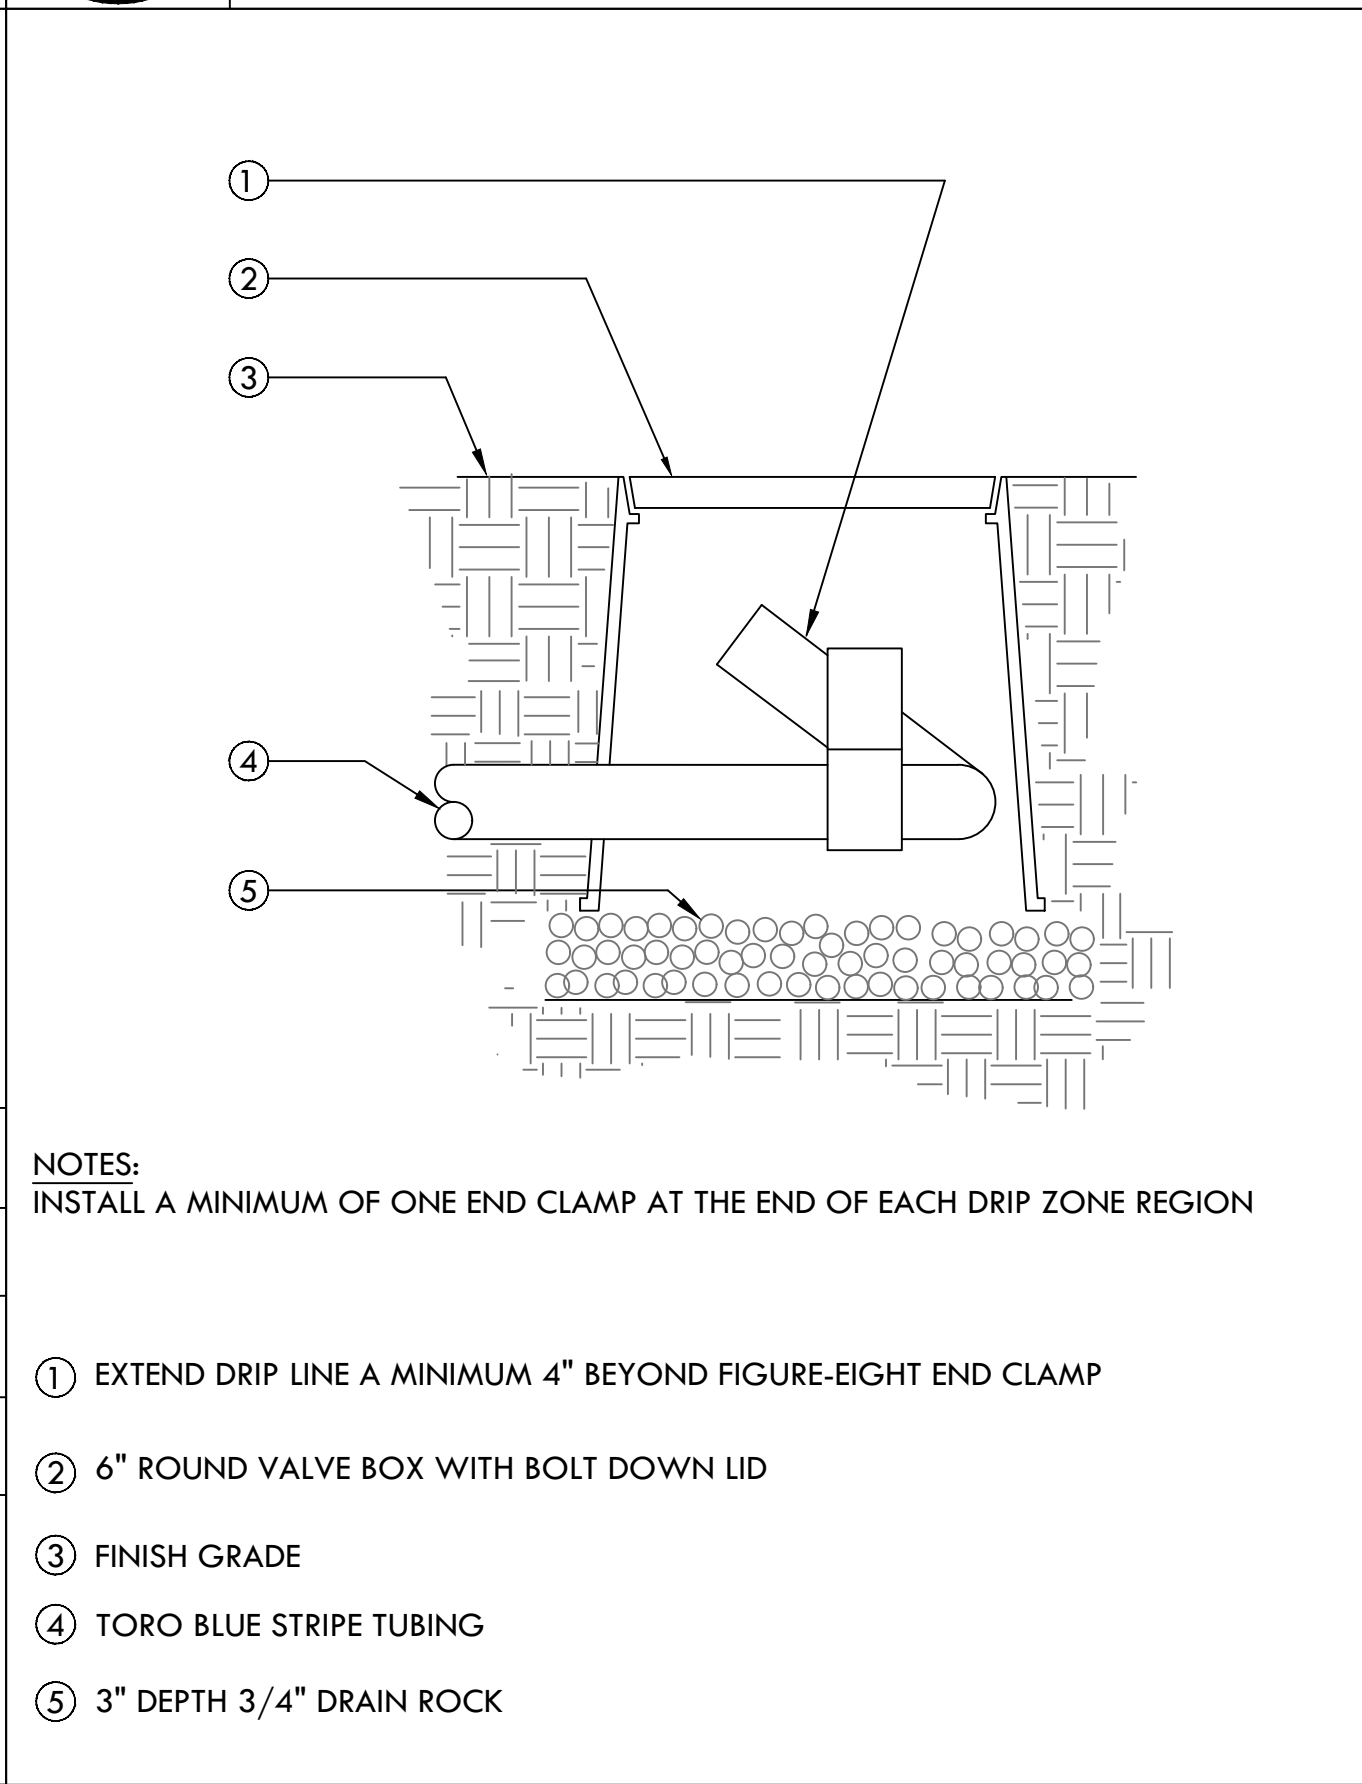 1
2
3
4
5
NOTES:
INSTALL A MINIMUM OF ONE END CLAMP AT THE END OF EACH DRIP ZONE REGION
1 EXTEND DRIP LINE A MINIMUM 4" BEYOND FIGURE-EIGHT END CLAMP
2 6" ROUND VALVE BOX WITH BOLT DOWN LID
3 FINISH GRADE
4 TORO BLUE STRIPE TUBING
5 3" DEPTH 3/4" DRAIN ROCK